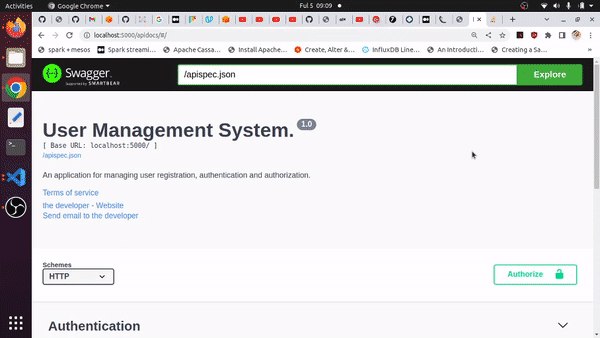 Activities
Google Chrome
Ful 5 09:09
localhost:5000/apidocs/#/
spark + mesos
Spark streami...
Apache Cassa...
Install Apache...
Create, Alter &...
InfluxDB Line...
An Introducti...
Creating a Sa...
Swagger.
Supported by SMARTBEAR
/apispec.json
Explore
User Management System. 1.0
[ Base URL: localhost:5000/ ]
/apispec.json
An application for managing user registration, authentication and authorization.
Terms of service
the developer - Website
Send email to the developer
Schemes
HTTP
Authorize
Authentication